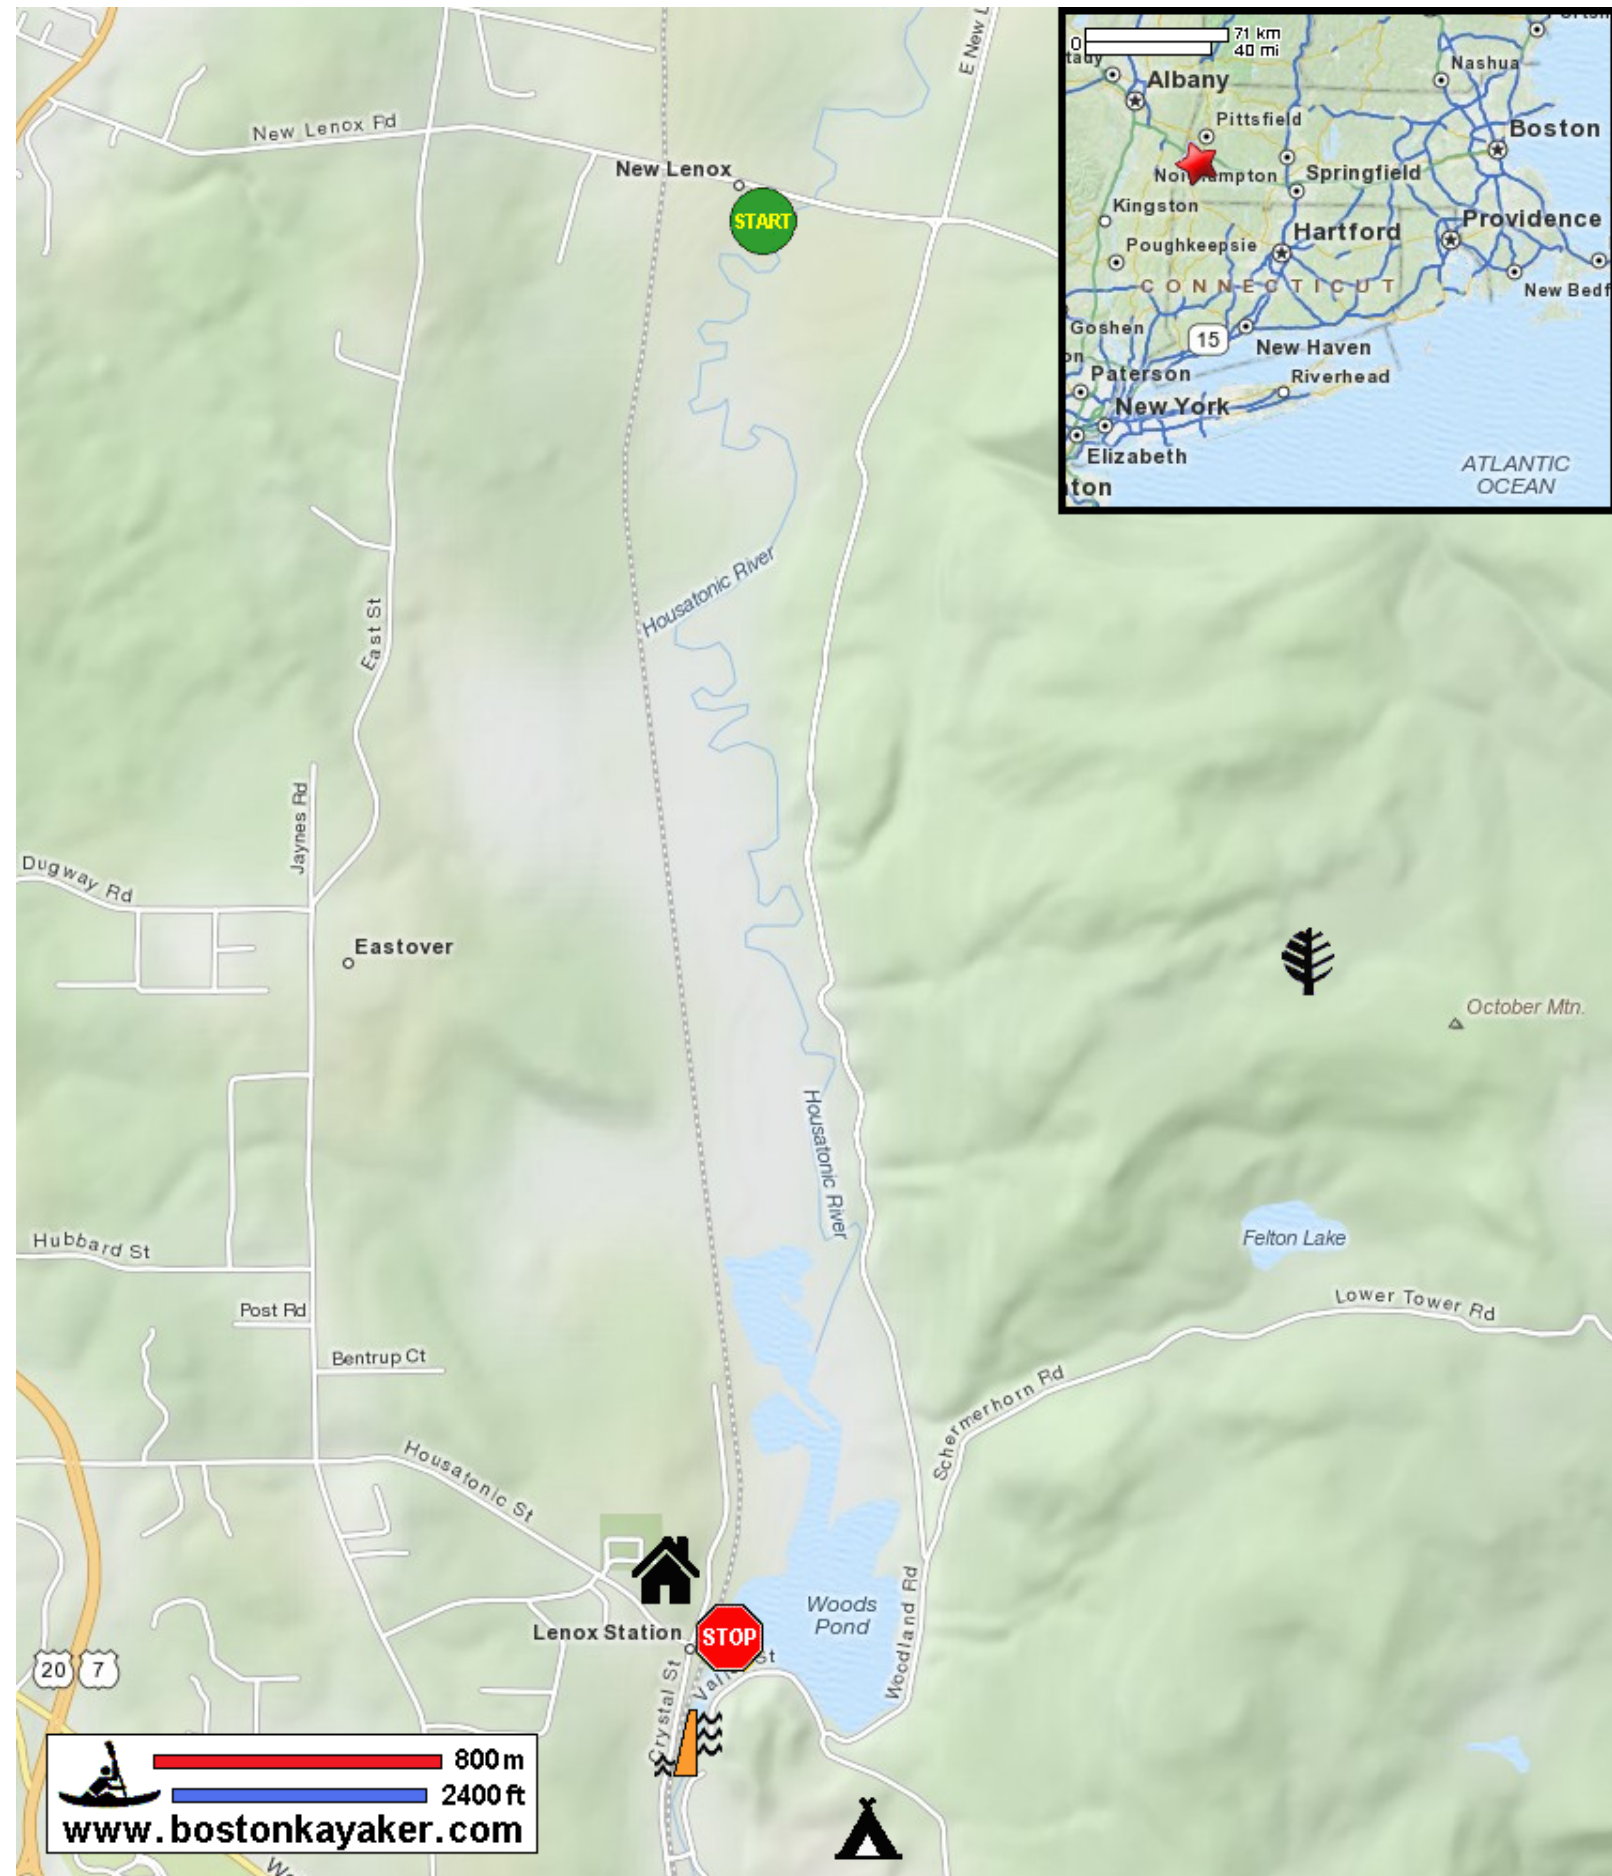 E New L
New Lenox Rd
New Lenox
START
0
71 km
40 mi
tady
Albany
Nashua
Pittsfield
Boston
Springfield
Kingston
Hartford
Providence
Poughkeepsie
CONNECTICUT
New Bedf
Goshen
15
New Haven
on
Paterson
Riverhead
New York
Elizabeth
ton
ATLANTIC
OCEAN
Housatonic River
East St
Jaynes Rd
Dugway Rd
Eastover
October Mtn.
Housatonic River
Hubbard St
Felton Lake
Post Rd
Lower Tower Rd
Bentrup Ct
Schermerhorn Rd
Housatonic St
Woods
Pond
Woodland Rd
Lenox Station
STOP
St
Crystal St
20
7
800 m
2400 ft
www.bostonkayaker.com